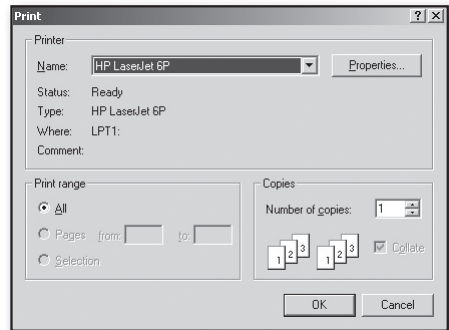 Print
Printer
Name: HP LaserJet 6P Properties...
Status: Ready
Type: HP LaserJet 6P
Where: LPT1:
Comment:
Print range
All
Pages from: to:
Selection
Copies
Number of copies: 1
1 2 3 1 2 3 Collate
OK Cancel